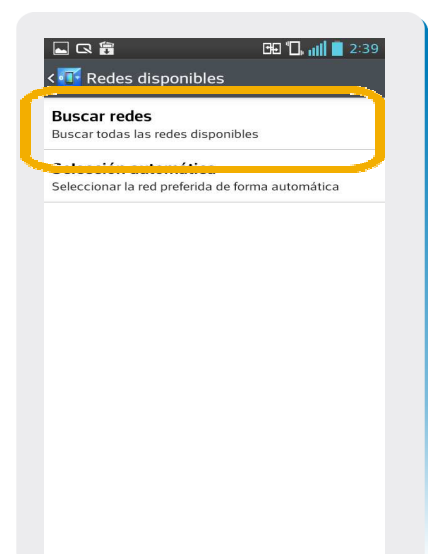 2:39
Redes disponibles
Buscar redes
Buscar todas las redes disponibles
Selección automática
Seleccionar la red preferida de forma automática